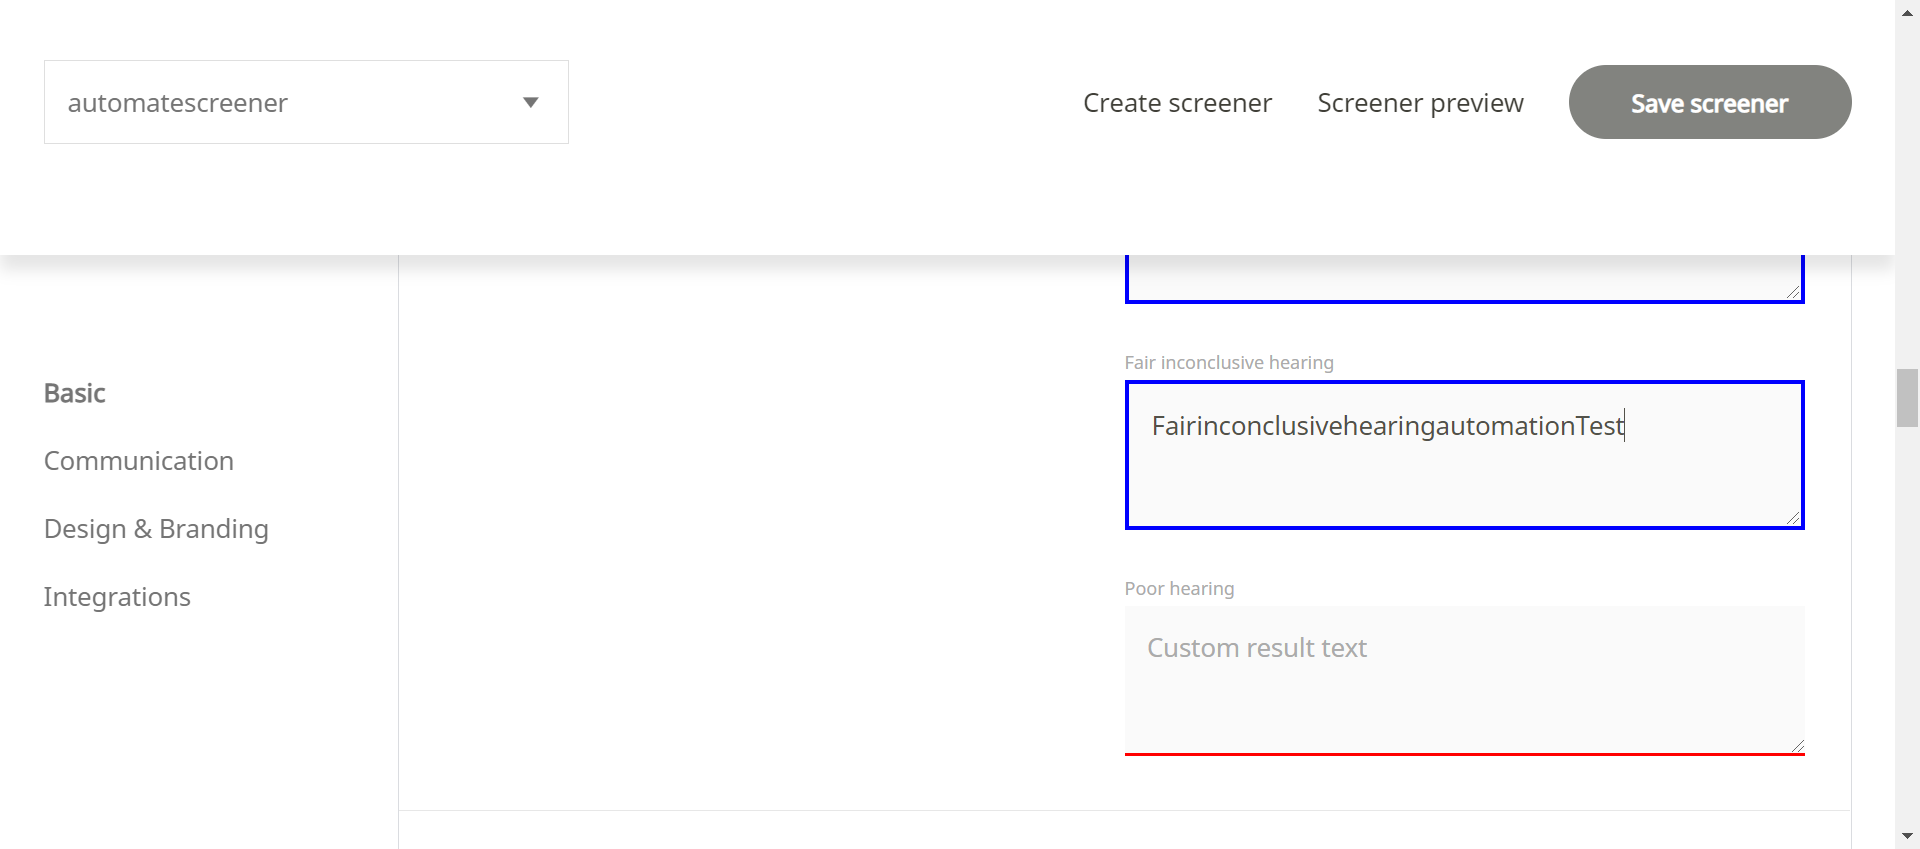 automatescreener
Create screener
Screener preview
Save screener
Basic
Communication
Design & Branding
Integrations
Fair inconclusive hearing
FairinconclusivehearingautomationTest
Poor hearing
Custom result text